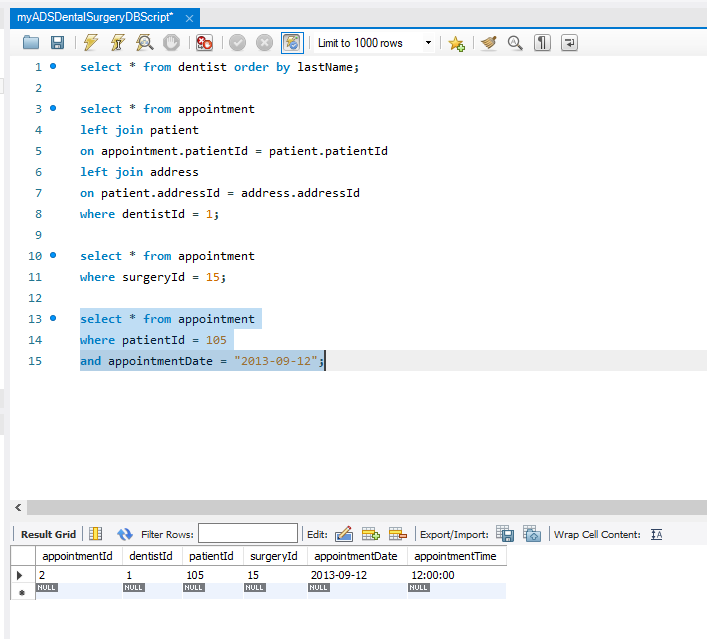 myADSDentalSurgeryDBScript*
Limit to 1000 rows
1 select * from dentist order by lastName;
2
3 select * from appointment
4 left join patient
5 on appointment.patientId = patient.patientId
6 left join address
7 on patient.addressId = address.addressId
8 where dentistId = 1;
9
10 select * from appointment
11 where surgeryId = 15;
12
13 select * from appointment
14 where patientId = 105
15 and appointmentDate = "2013-09-12";
Result Grid Filter Rows: Edit: Export/Import: Wrap Cell Content:
appointmentId dentistId patientId surgeryId appointmentDate appointmentTime
2 1 105 15 2013-09-12 12:00:00
NULL NULL NULL NULL NULL NULL